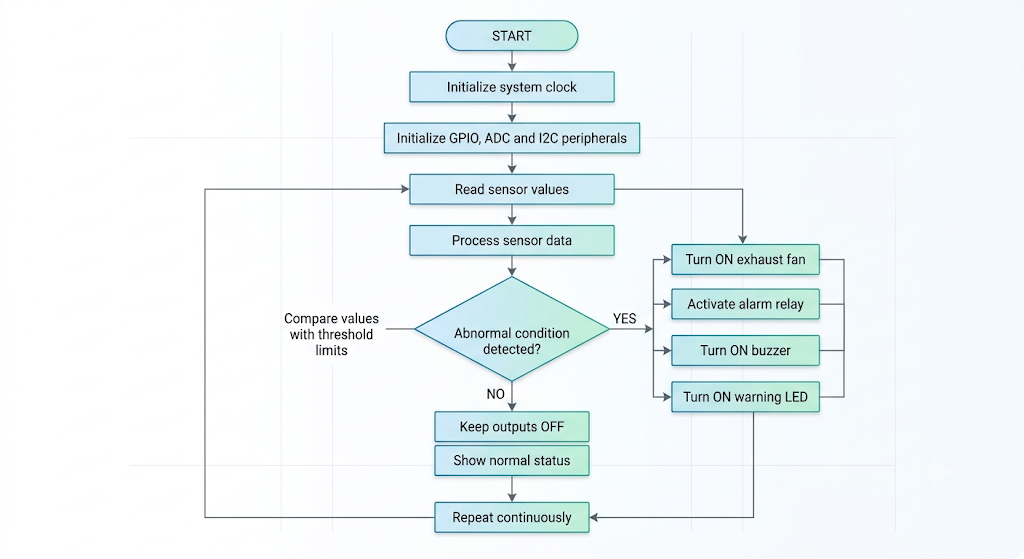 START
Initialize system clock
Initialize GPIO, ADC and I2C peripherals
Read sensor values
Process sensor data
Compare values
with threshold
limits
Abnormal condition
detected?
YES
Turn ON exhaust fan
Activate alarm relay
Turn ON buzzer
Turn ON warning LED
NO
Keep outputs OFF
Show normal status
Repeat continuously